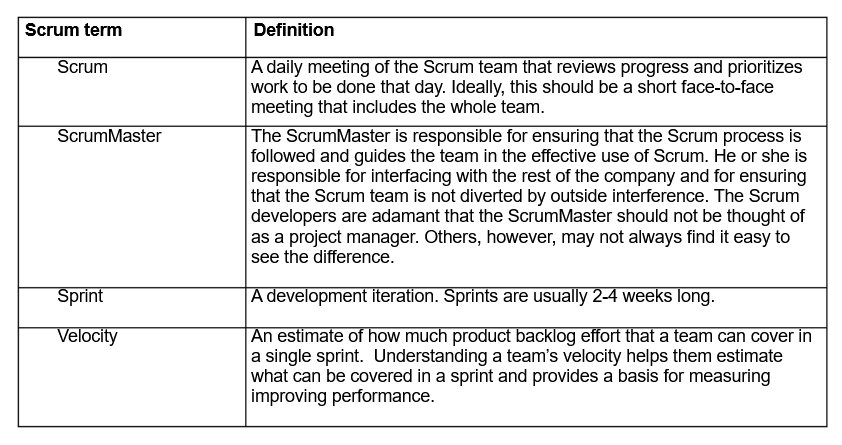 Scrum term Definition
Scrum A daily meeting of the Scrum team that reviews progress and prioritizes
work to be done that day. Ideally, this should be a short face-to-face
meeting that includes the whole team.
ScrumMaster The ScrumMaster is responsible for ensuring that the Scrum process is
followed and guides the team in the effective use of Scrum. He or she is
responsible for interfacing with the rest of the company and for ensuring
that the Scrum team is not diverted by outside interference. The Scrum
developers are adamant that the ScrumMaster should not be thought of
as a project manager. Others, however, may not always find it easy to
see the difference.
Sprint A development iteration. Sprints are usually 2-4 weeks long.
Velocity An estimate of how much product backlog effort that a team can cover in
a single sprint.  Understanding a team’s velocity helps them estimate
what can be covered in a sprint and provides a basis for measuring
improving performance.